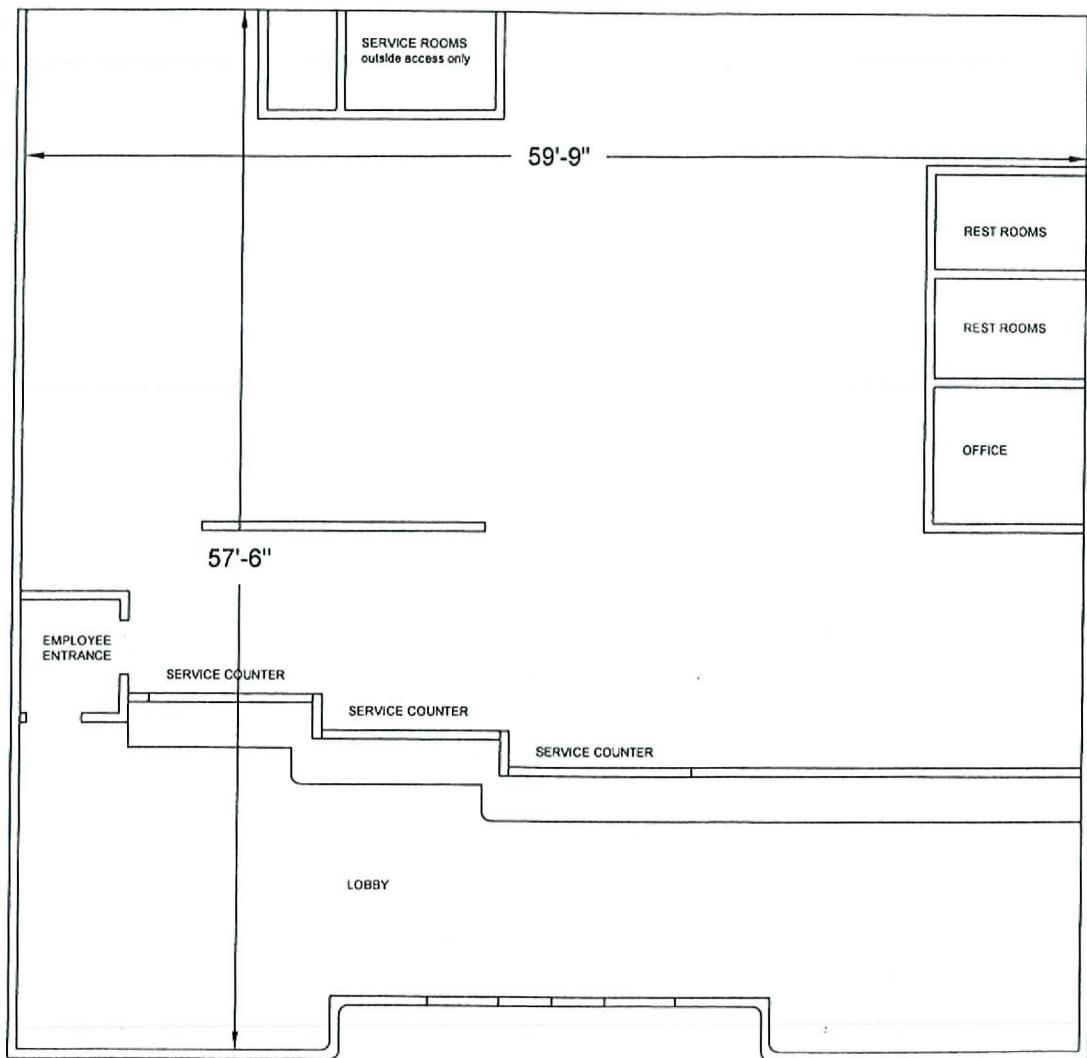 SERVICE ROOMS
outside access only
59'-9"
REST ROOMS
REST ROOMS
OFFICE
57'-6"
EMPLOYEE
ENTRANCE
SERVICE COUNTER
SERVICE COUNTER
SERVICE COUNTER
LOBBY